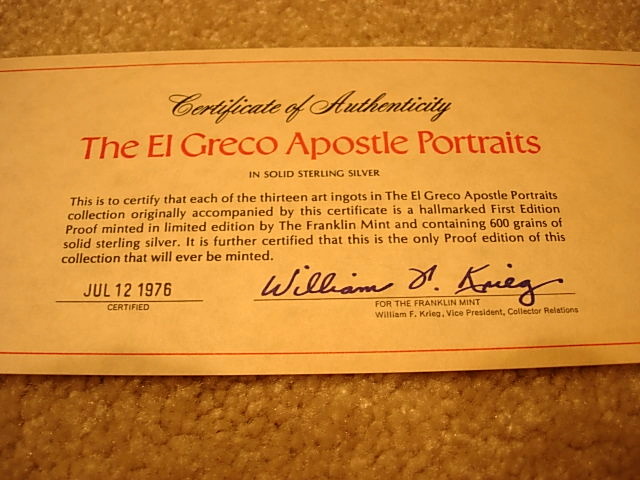 Certificate of Authenticity
The El Greco Apostle Portraits
IN SOLID STERLING SILVER
This is to certify that each of the thirteen art ingots in The El Greco Apostle Portraits
collection originally accompanied by this certificate is a hallmarked First Edition
Proof minted in limited edition by The Franklin Mint and containing 600 grains of
solid sterling silver. It is further certified that this is the only Proof edition of this
collection that will ever be minted.
JUL 12 1976
CERTIFIED
William F. Krieg
FOR THE FRANKLIN MINT
William F. Krieg, Vice President, Collector Relations